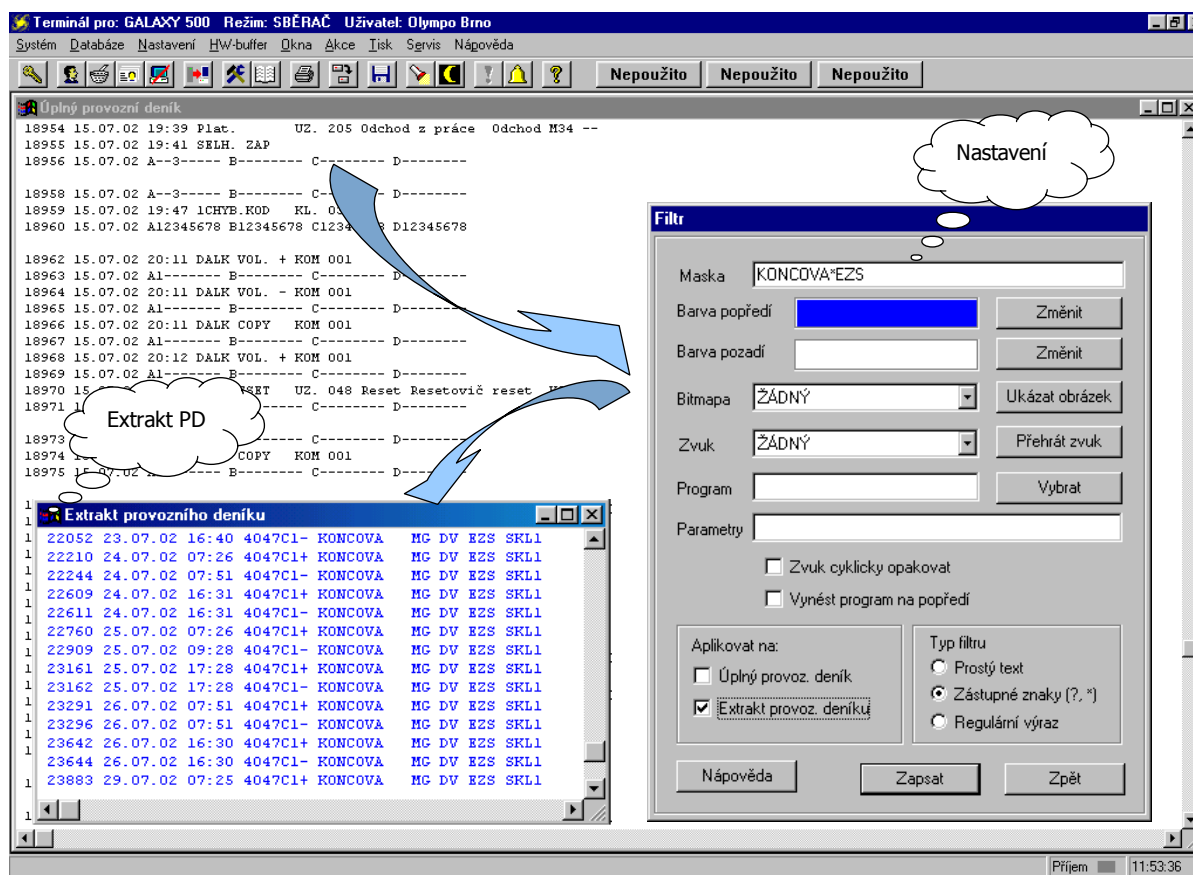 Terminál pro: GALAXY 500 Režim: SBĚRAČ Uživatel: Olympo Brno
Systém Databáze Nastavení HW-buffer Okna Akce Tisk Servis Nápověda
Nepoužito Nepoužito Nepoužito
Úplný provozní deník
18954 15.07.02 19:39 Plat. UZ. 205 Odchod z práce Odchod M34 --
18955 15.07.02 19:41 SELH. ZAP
18956 15.07.02 A--3----- B-------- C-------- D--------
18958 15.07.02 A--3----- B-------- C-------- D--------
18959 15.07.02 19:47 1CHYB.KOD KL.
18960 15.07.02 A12345678 B12345678 D12345678
18962 15.07.02 20:11 DALK VOL. + KOM 001
18963 15.07.02 A1------- B-------- C-------- D--------
18964 15.07.02 20:11 DALK VOL. - KOM 001
18965 15.07.02 A1------- B-------- C-------- D--------
18966 15.07.02 20:11 DALK COPY KOM 001
18967 15.07.02 A1------- B-------- C-------- D--------
18968 15.07.02 20:12 DALK VOL. + KOM 001
18969 15.07.02 A1------- B-------- C-------- D--------
18970 UZ. 048 Reset Resetovič reset
18971 C-------- D--------
18973 C-------- D--------
18974 COPY KOM 001
18975 15.07.02 B-------- C-------- D--------
Extrakt PD
Extrakt provozního deníku
22052 23.07.02 16:40 4047C1- KONCOVA MG DV EZS SKL1
22210 24.07.02 07:26 4047C1+ KONCOVA MG DV EZS SKL1
22244 24.07.02 07:51 4047C1- KONCOVA MG DV EZS SKL1
22609 24.07.02 16:31 4047C1+ KONCOVA MG DV EZS SKL1
22611 24.07.02 16:31 4047C1- KONCOVA MG DV EZS SKL1
22760 25.07.02 07:26 4047C1+ KONCOVA MG DV EZS SKL1
22909 25.07.02 09:28 4047C1- KONCOVA MG DV EZS SKL1
23161 25.07.02 17:28 4047C1+ KONCOVA MG DV EZS SKL1
23162 25.07.02 17:28 4047C1- KONCOVA MG DV EZS SKL1
23291 26.07.02 07:51 4047C1+ KONCOVA MG DV EZS SKL1
23296 26.07.02 07:51 4047C1- KONCOVA MG DV EZS SKL1
23642 26.07.02 16:30 4047C1+ KONCOVA MG DV EZS SKL1
23644 26.07.02 16:30 4047C1- KONCOVA MG DV EZS SKL1
23883 29.07.02 07:25 4047C1+ KONCOVA MG DV EZS SKL1
Nastavení
Filtr
Maska KONCOVA*EZS
Barva popředí Změnit
Barva pozadí Změnit
Bitmapa ŽÁDNÝ Ukázat obrázek
Zvuk ŽÁDNÝ Přehrát zvuk
Program Vybrat
Parametry
Zvuk cyklicky opakovat
Vynést program na popředí
Aplikovat na:
Úplný provoz. deník
Extrakt provoz. deníku
Typ filtru
Prostý text
Zástupné znaky (?, *)
Regulární výraz
Nápověda Zapsat Zpět
Příjem 11:53:36